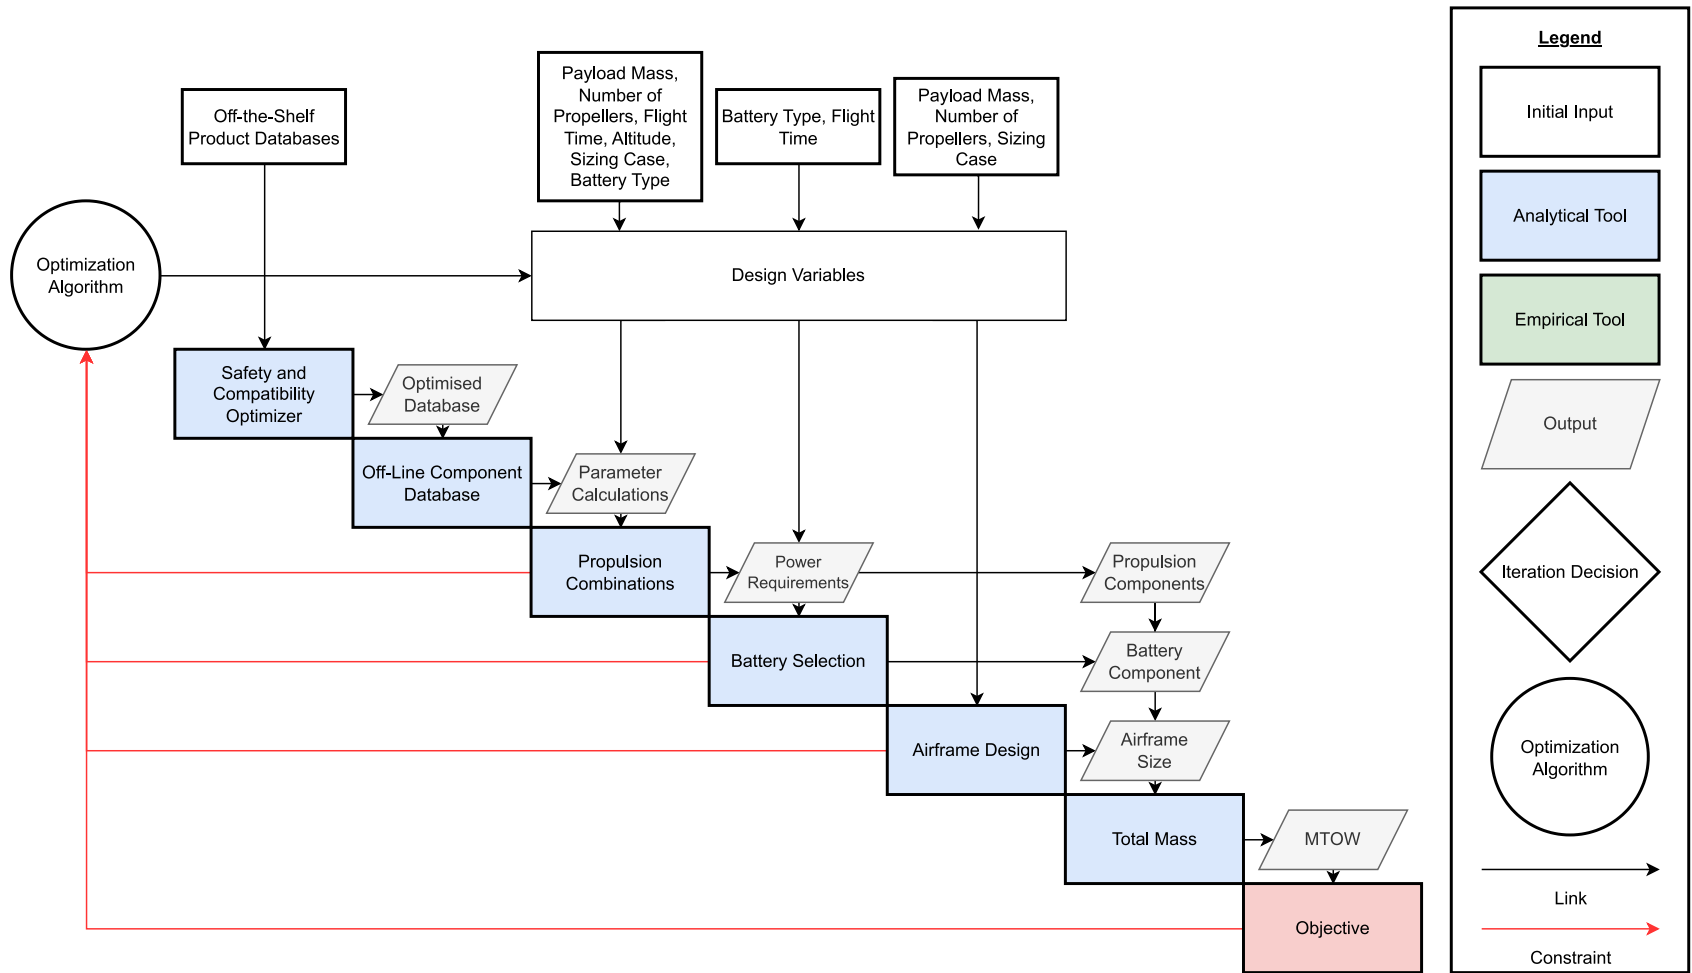 Legend
Payload Mass,
Number of
Propellers, Flight
Time, Altitude,
Sizing Case,
Battery Type
Off-the-Shelf
Product Databases
Battery Type, Flight
Time
Payload Mass,
Number of
Propellers, Sizing
Case
Initial Input
Analytical Tool
Empirical Tool
Output
Iteration Decision
Optimization
Algorithm
Link
Constraint
Optimization
Algorithm
Design Variables
Safety and
Compatibility
Optimizer
Optimised
Database
Off-Line Component
Database
Parameter
Calculations
Propulsion
Combinations
Power
Requirements
Propulsion
Components
Battery Selection
Battery
Component
Airframe Design
Airframe
Size
Total Mass
MTOW
Objective